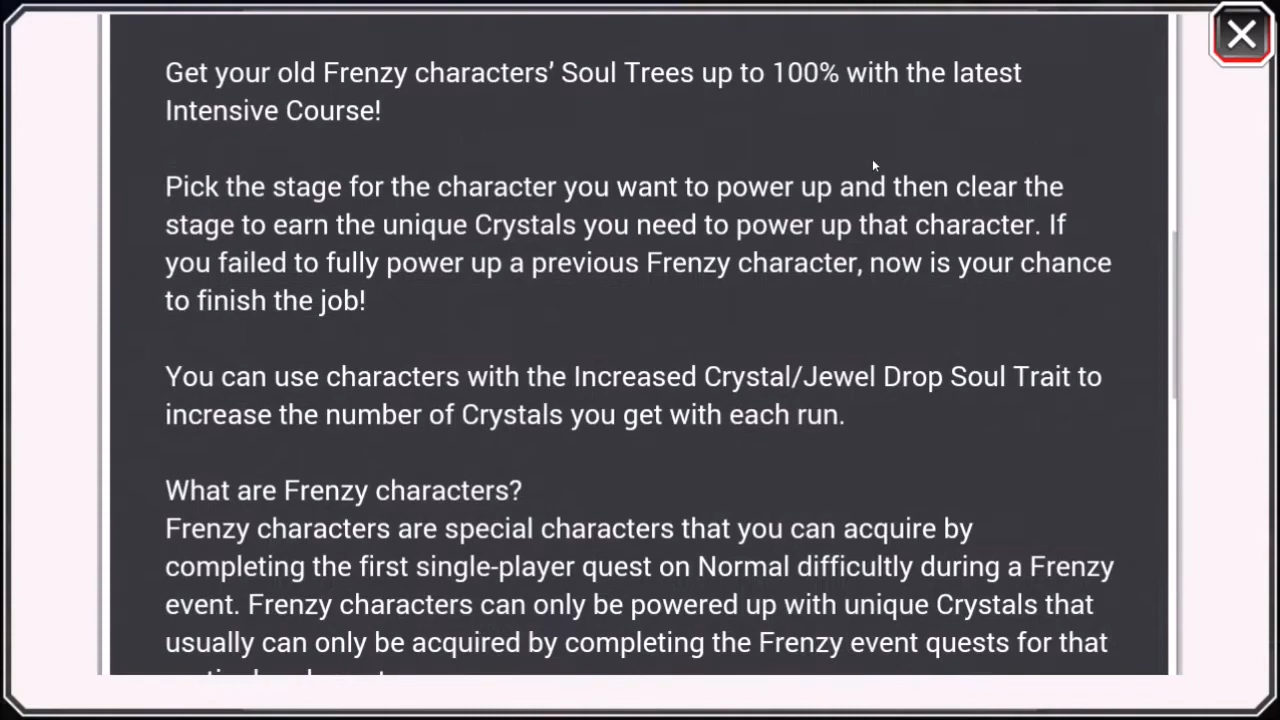 Get your old Frenzy characters’ Soul Trees up to 100% with the latest
Intensive Course!
Pick the stage for the character you want to power up and then clear the
stage to earn the unique Crystals you need to power up that character. If
you failed to fully power up a previous Frenzy character, now is your chance
to finish the job!
You can use characters with the Increased Crystal/Jewel Drop Soul Trait to
increase the number of Crystals you get with each run.
What are Frenzy characters?
Frenzy characters are special characters that you can acquire by
completing the first single-player quest on Normal difficultly during a Frenzy
event. Frenzy characters can only be powered up with unique Crystals that
usually can only be acquired by completing the Frenzy event quests for that